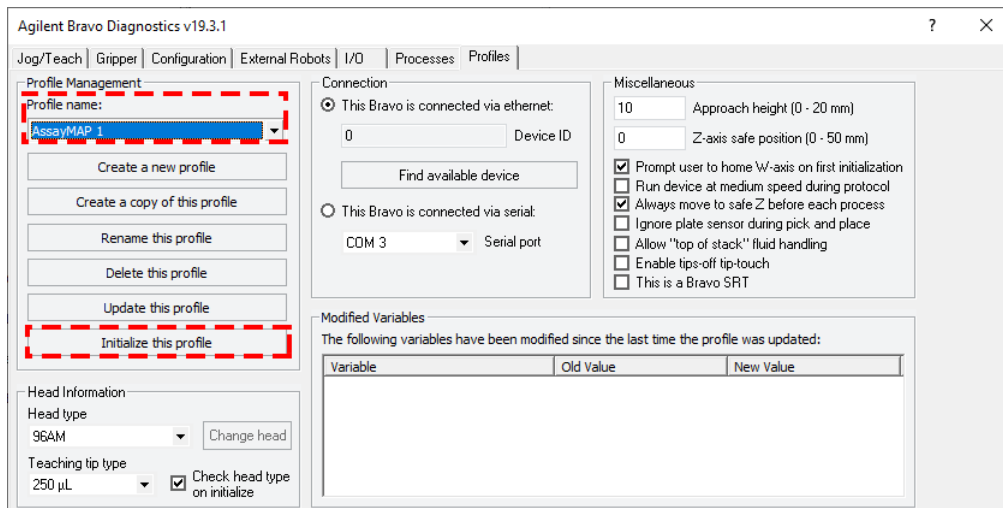 Agilent Bravo Diagnostics v19.3.1
?
Jog/Teach Gripper Configuration External Robots I/O Processes Profiles
Profile Management
Profile name:
AssayMAP 1
Create a new profile
Create a copy of this profile
Rename this profile
Delete this profile
Update this profile
Initialize this profile
Head Information
Head type
96AM
Change head
Teaching tip type
250 µL
Check head type
on initialize
Connection
This Bravo is connected via ethernet:
0 Device ID
Find available device
This Bravo is connected via serial:
COM 3 Serial port
Miscellaneous
10 Approach height (0 - 20 mm)
0 Z-axis safe position (0 - 50 mm)
Prompt user to home W-axis on first initialization
Run device at medium speed during protocol
Always move to safe Z before each process
Ignore plate sensor during pick and place
Allow "top of stack" fluid handling
Enable tips-off tip-touch
This is a Bravo SRT
Modified Variables
The following variables have been modified since the last time the profile was updated:
Variable Old Value New Value